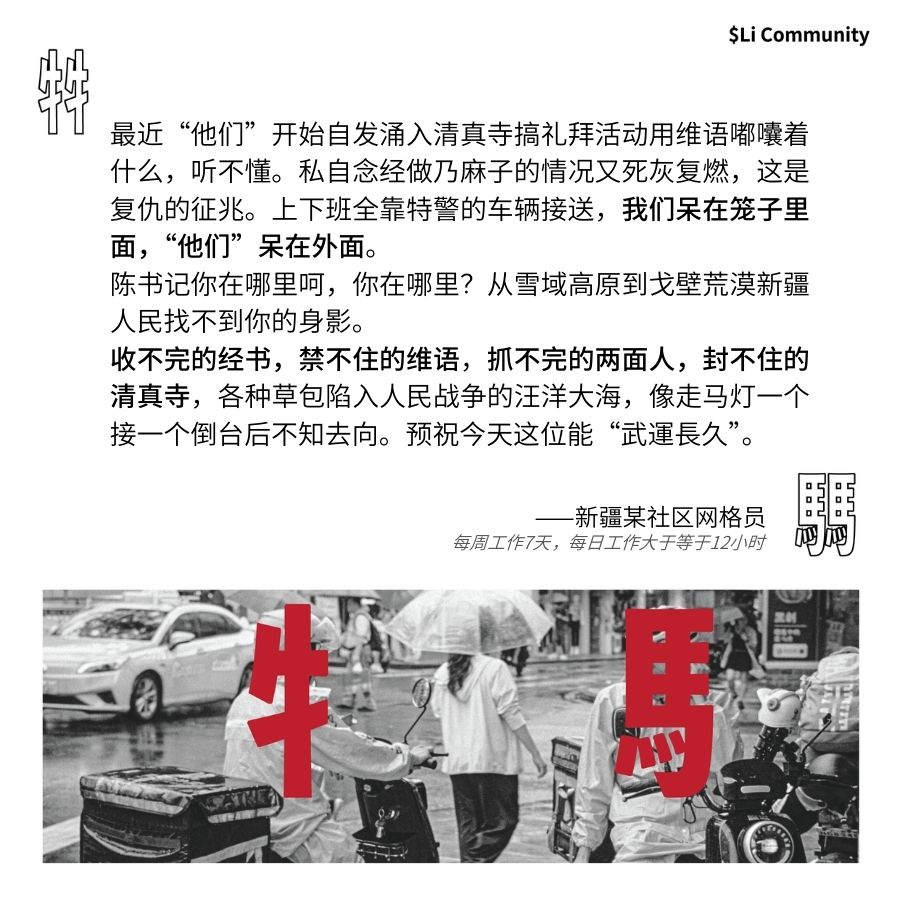 $Li Community
牜牜
最近“他们”开始自发涌入清真寺搞礼拜活动用维语嘟囔着
什么，听不懂。私自念经做乃麻子的情况又死灰复燃，这是
复仇的征兆。上下班全靠特警的车辆接送，我们呆在笼子里
面，“他们”呆在外面。
陈书记你在哪里呵，你在哪里？从雪域高原到戈壁荒漠新疆
人民找不到你的身影。
收不完的经书，禁不住的维语，抓不完的两面人，封不住的
清真寺，各种草包陷入人民战争的汪洋大海，像走马灯一个
接一个倒台后不知去向。预祝今天这位能“武運長久”。
馬馬
——新疆某社区网格员
每周工作7天，每日工作大于等于12小时
牜 馬